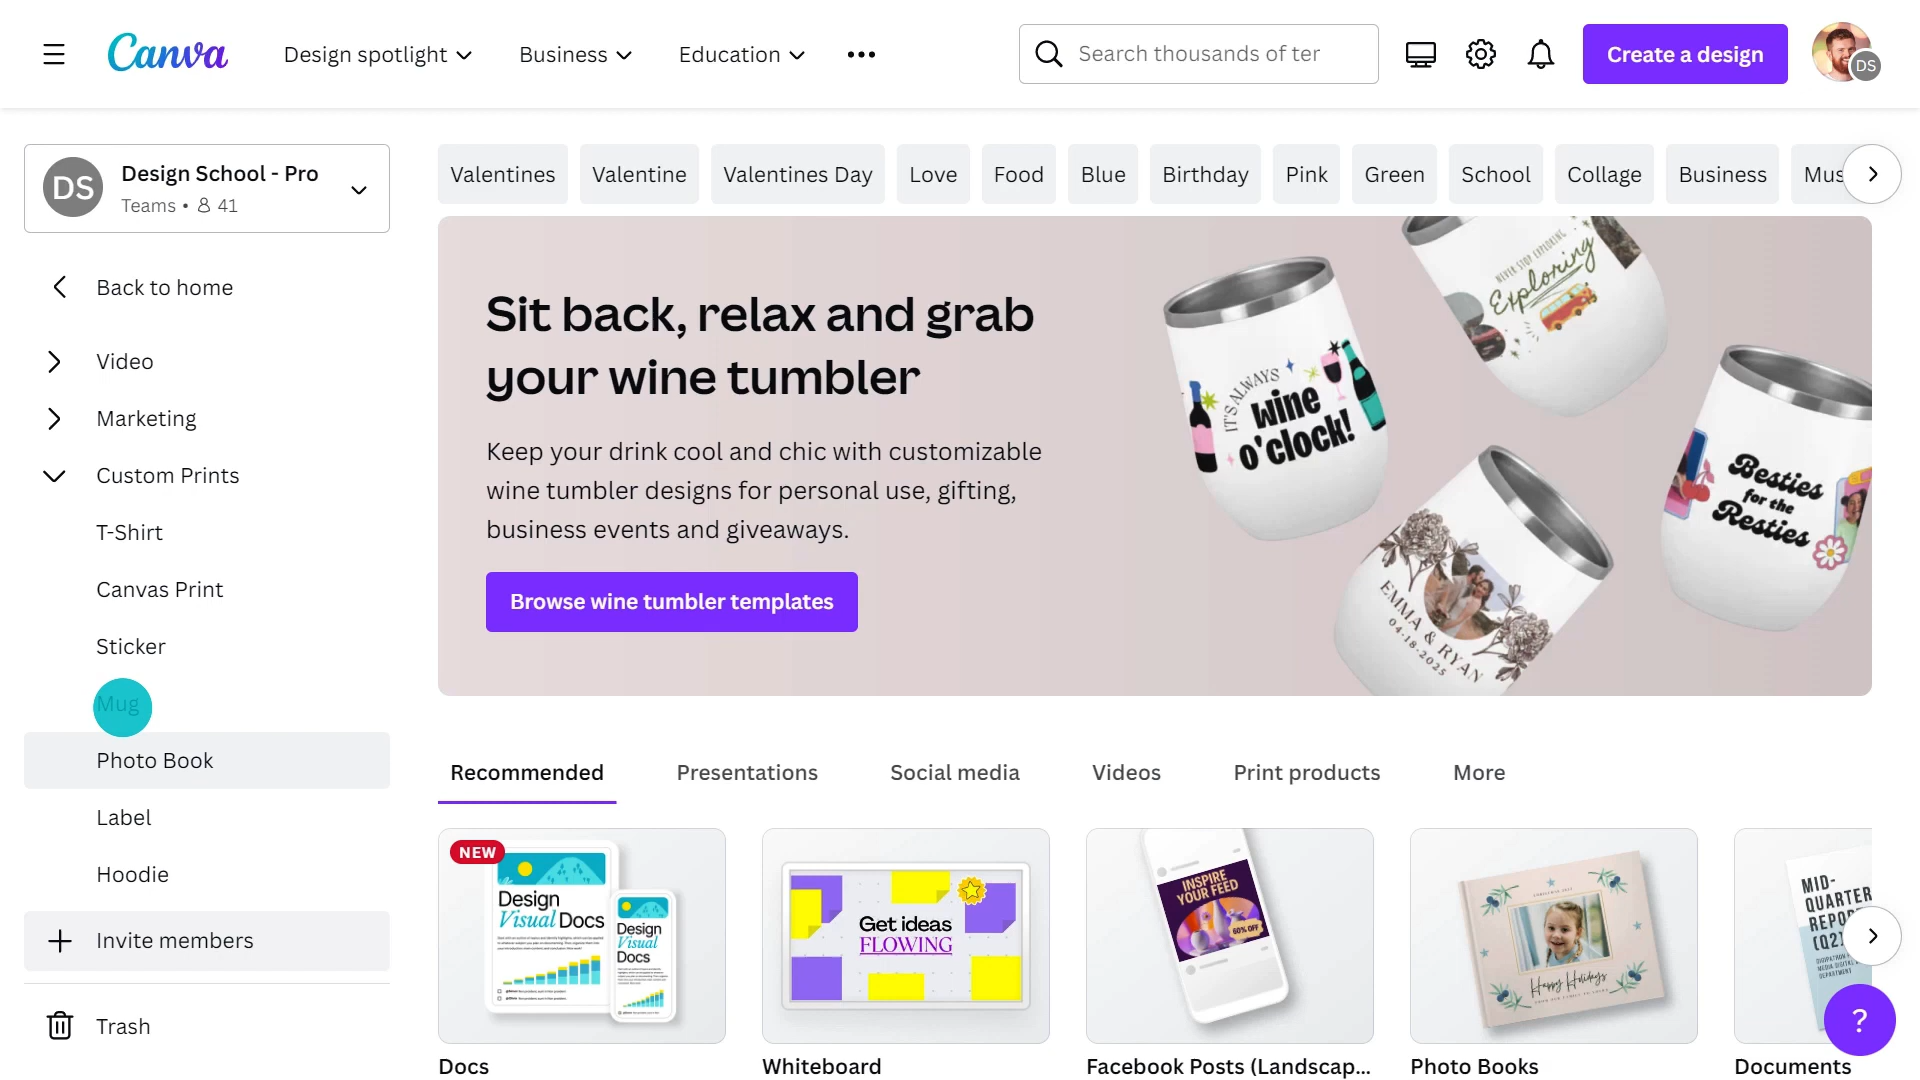 Canva
Design spotlight
Business
Education
Search thousands of ter
Create a design
DS
DS
Design School - Pro
Teams • 41
Back to home
Video
Marketing
Custom Prints
T-Shirt
Canvas Print
Sticker
Mug
Photo Book
Label
Hoodie
Invite members
Trash
Valentines
Valentine
Valentines Day
Love
Food
Blue
Birthday
Pink
Green
School
Collage
Business
Mus
Sit back, relax and grab
your wine tumbler
Keep your drink cool and chic with customizable
wine tumbler designs for personal use, gifting,
business events and giveaways.
Browse wine tumbler templates
IT'S ALWAYS
wine
o'clock!
NEVER STOP EXPLORING
Exploring
Besties
for the
Resties
EMMA & RYAN
04.18.2025
Recommended
Presentations
Social media
Videos
Print products
More
NEW
Design
Visual Docs
Design
Visual
Docs
Get ideas
FLOWING
INSPIRE
YOUR FEED
60% OFF
Happy Holidays
MID-
QUARTER
REPO
(Q2)
?
Docs
Whiteboard
Facebook Posts (Landscap...
Photo Books
Documents